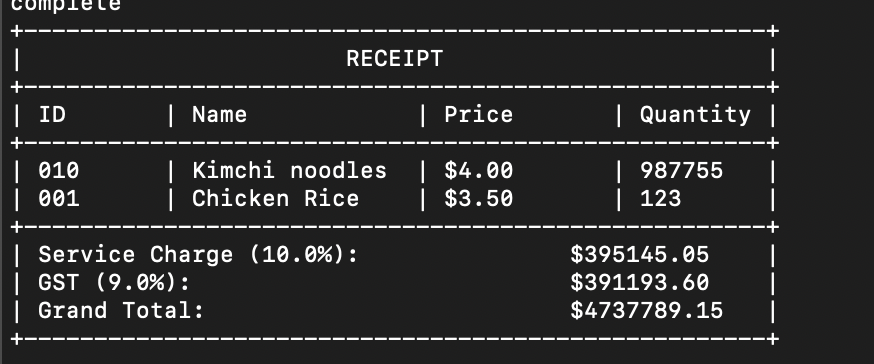 complete
RECEIPT
ID | Name | Price | Quantity
010 | Kimchi noodles | $4.00 | 987755
001 | Chicken Rice | $3.50 | 123
Service Charge (10.0%): $395145.05
GST (9.0%): $391193.60
Grand Total: $4737789.15